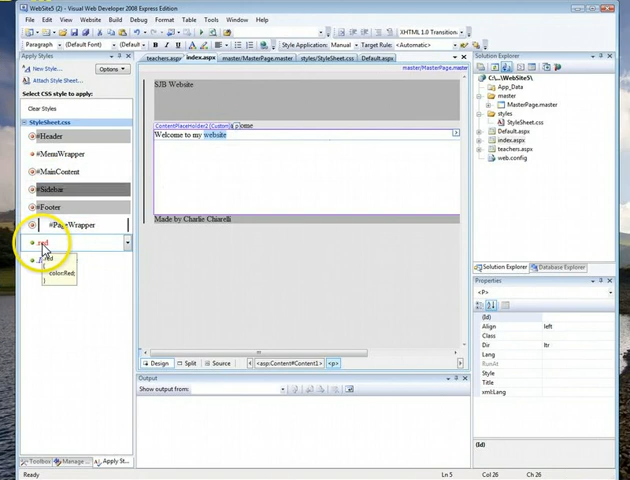 WebSite5 (2) - Visual Web Developer 2008 Express Edition
File Edit View Website Build Debug Format Table Tools Window Help
XHTML 1.0 Transition
Paragraph (Default Font) (Default
Style Application: Manual Target Rule: <Automatic>
Apply Styles
New Style...
Options
Attach Style Sheet...
Select CSS style to apply:
Clear Styles
StyleSheet.css
#Header
#MenuWrapper
#MainContent
#Sidebar
#Footer
#PageWrapper
.red
{
color:Red;
}
Toolbox Manage ... Apply St...
teachers.aspx index.aspx master/MasterPage.master styles/StyleSheet.css Default.aspx
master/MasterPage.master
SJB Website
ContentPlaceHolder2 (Custom) ome
Welcome to my website
Made by Charlie Chiarelli
Design Split Source <asp:Content#Content1> <p>
Output
Show output from:
Solution Explorer
C:\...\WebSite5\
App_Data
master
MasterPage.master
styles
StyleSheet.css
Default.aspx
index.aspx
teachers.aspx
web.config
Solution Explorer Database Explorer
Properties
<P>
(Id)
Align left
Class
Dir ltr
Lang
RunAt
Style
Title
xml:Lang
(Id)
Ready Ln 5 Col 26 Ch 26